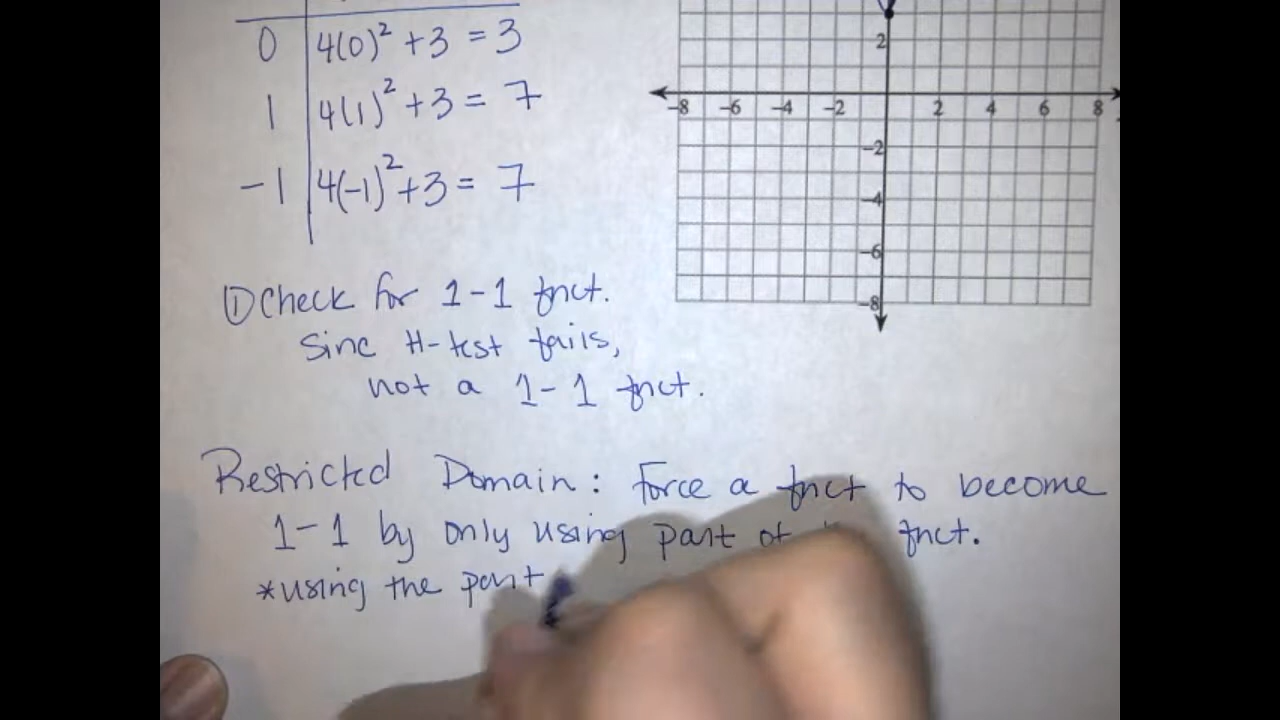 0 4(0)² + 3 = 3
1 4(1)² + 3 = 7
-1 4(-1)² + 3 = 7
2
-8 -6 -4 -2 2 4 6 8
-2
-4
-6
-8
① Check for 1-1 fnct.
Sinc H-test fails,
not a 1-1 fnct.
Restricted Domain: Force a fnct to become
1-1 by only using part of fnct.
*using the part